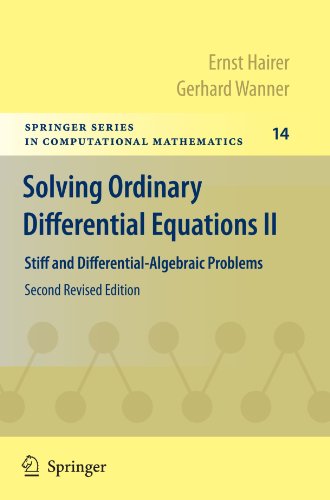 Ernst Hairer
Gerhard Wanner
SPRINGER SERIES
IN COMPUTATIONAL MATHEMATICS
14
Solving Ordinary
Differential Equations II
Stiff and Differential-Algebraic Problems
Second Revised Edition
Springer